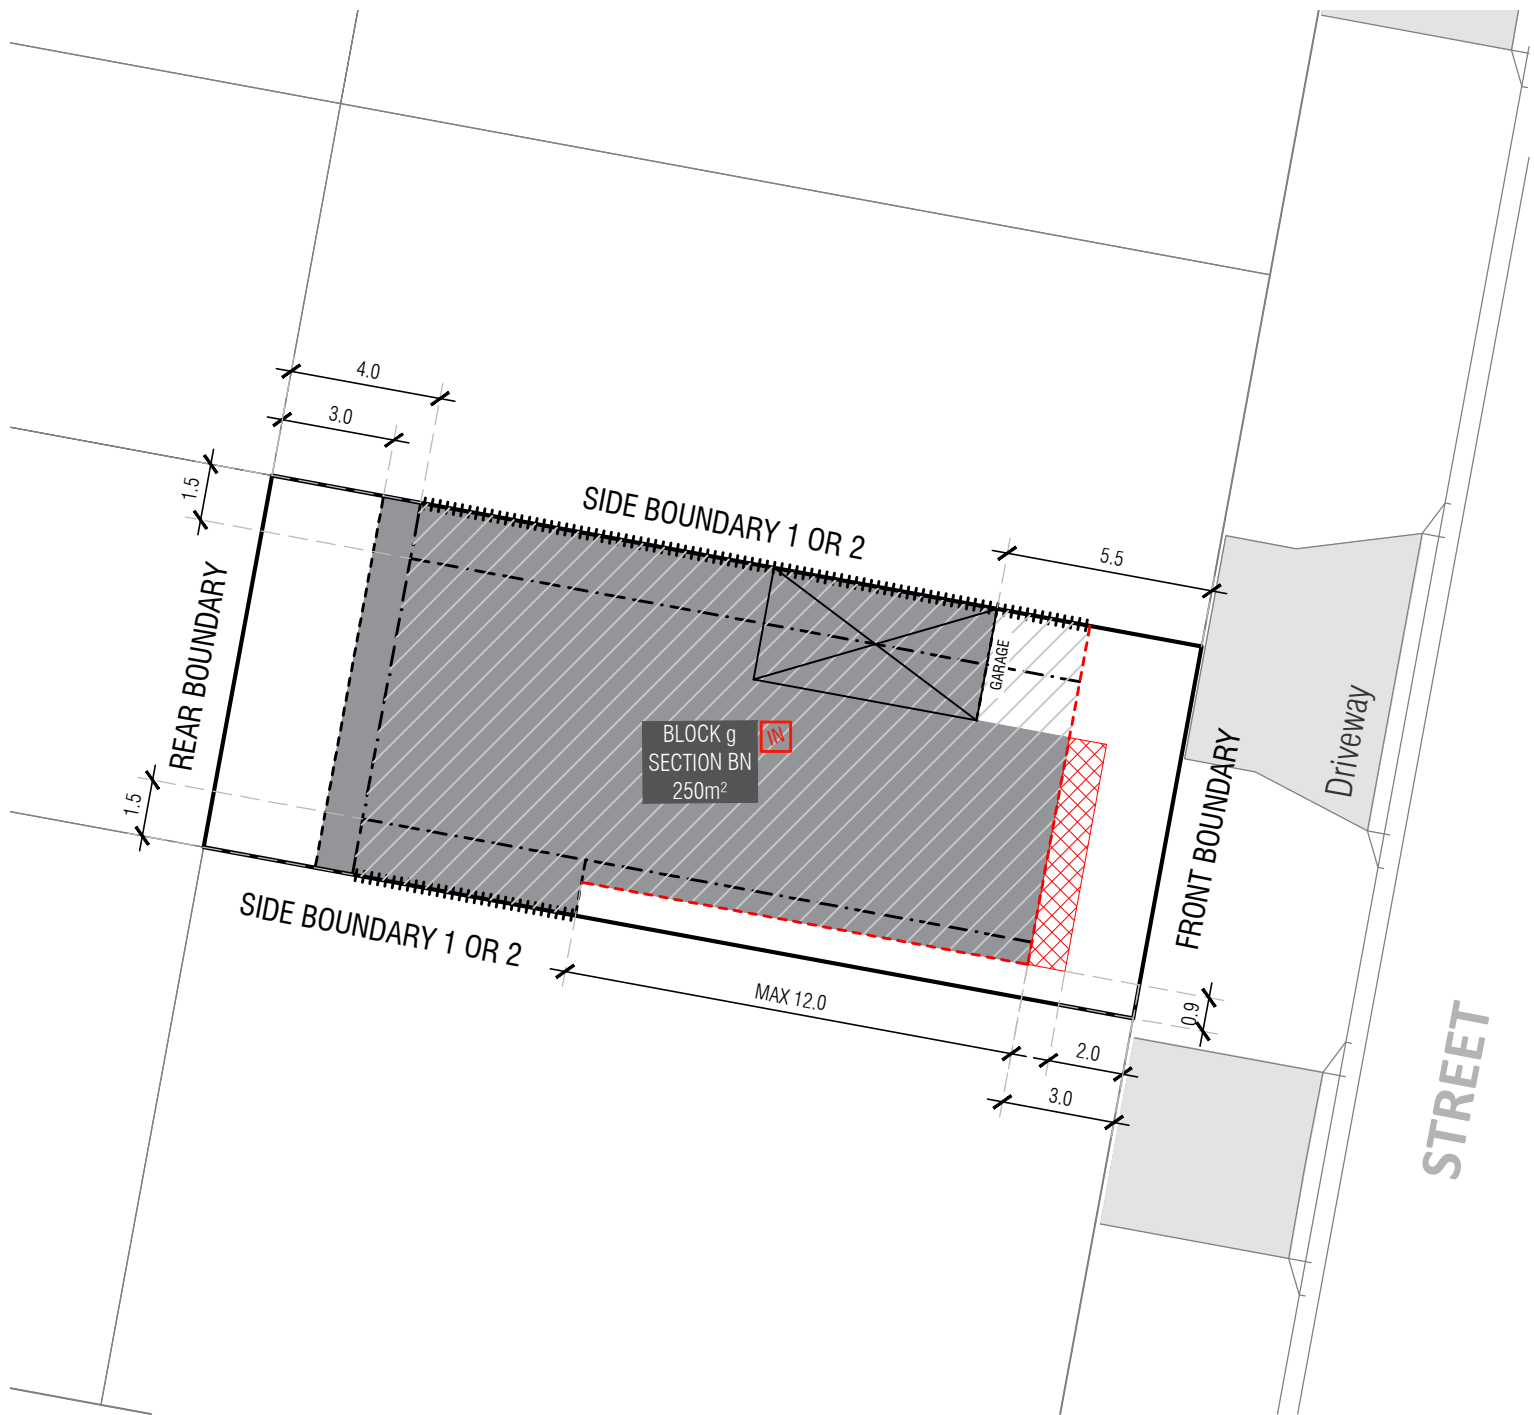 4.0
3.0
1.5
SIDE BOUNDARY 1 OR 2
5.5
REAR BOUNDARY
GARAGE
BLOCK g
SECTION BN
250m²
IN
Driveway
FRONT BOUNDARY
1.5
SIDE BOUNDARY 1 OR 2
MAX 12.0
0.9
2.0
3.0
STREET